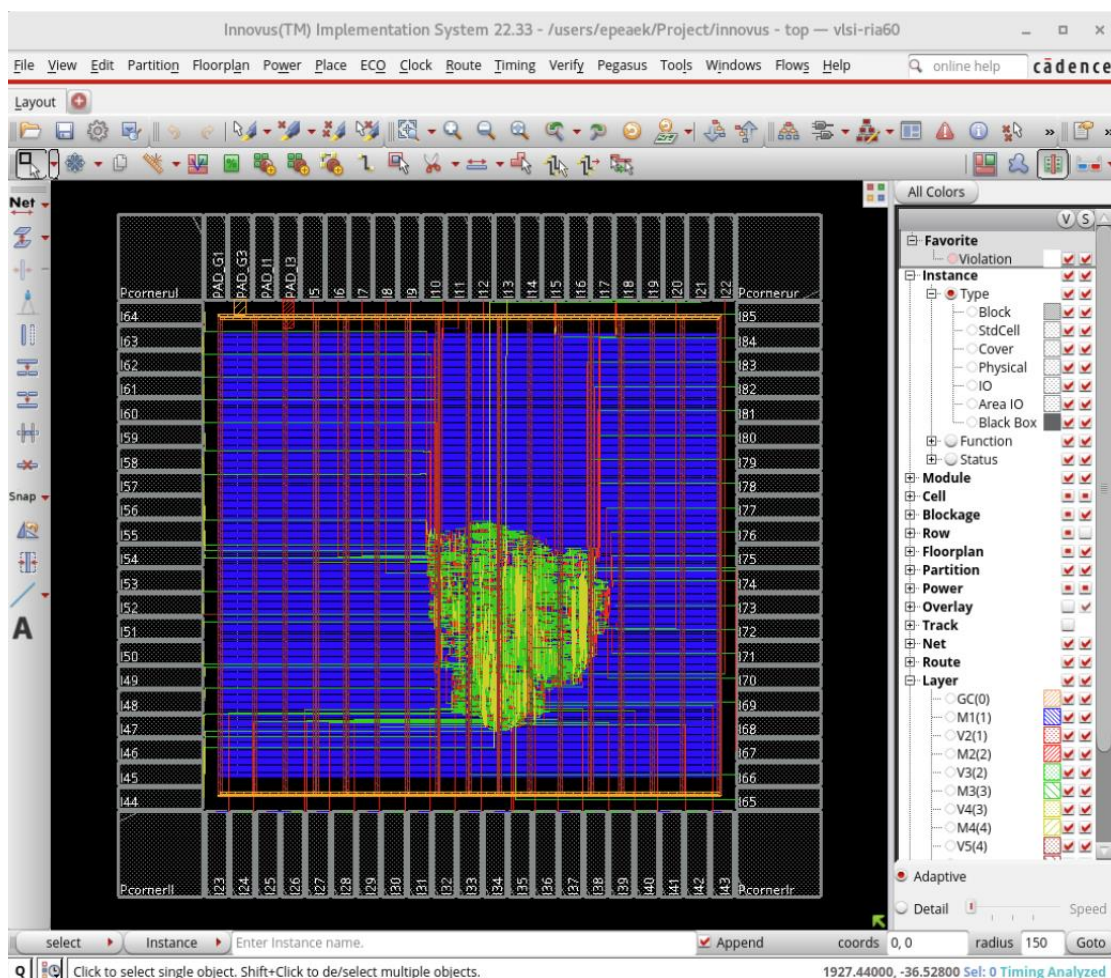 Innovus(TM) Implementation System 22.33 - /users/epeaek/Project/innovus - top — vlsi-ria60
File View Edit Partition Floorplan Power Place ECO Clock Route Timing Verify Pegasus Tools Windows Flows Help online help cādence
Layout
Net
Snap
A
All Colors
V S
Favorite
Violation
Instance
Type
Block
StdCell
Cover
Physical
IO
Area IO
Black Box
Function
Status
Module
Cell
Blockage
Row
Floorplan
Partition
Power
Overlay
Track
Net
Route
Layer
GC(0)
M1(1)
V2(1)
M2(2)
V3(2)
M3(3)
V4(3)
M4(4)
V5(4)
Adaptive
Detail Speed
Pcornerul PAD_G1 PAD_G3 PAD_I1 PAD_I3 I5 I6 I7 I8 I9 I10 I11 I12 I13 I14 I15 I16 I17 I18 I19 I20 I21 I22 Pcornerur
I64 I85
I63 I84
I62 I83
I61 I82
I60 I81
I59 I80
I58 I79
I57 I78
I56 I77
I55 I76
I54 I75
I53 I74
I52 I73
I51 I72
I50 I71
I49 I70
I48 I69
I47 I68
I46 I67
I45 I66
I44 I65
Pcornerll I23 I24 I25 I26 I27 I28 I29 I30 I31 I32 I33 I34 I35 I36 I37 I38 I39 I40 I41 I42 I43 Pcornerlr
select Instance Enter Instance name. Append coords 0, 0 radius 150 Goto
Q Click to select single object. Shift+Click to de/select multiple objects. 1927.44000, -36.52800 Sel: 0 Timing Analyzed